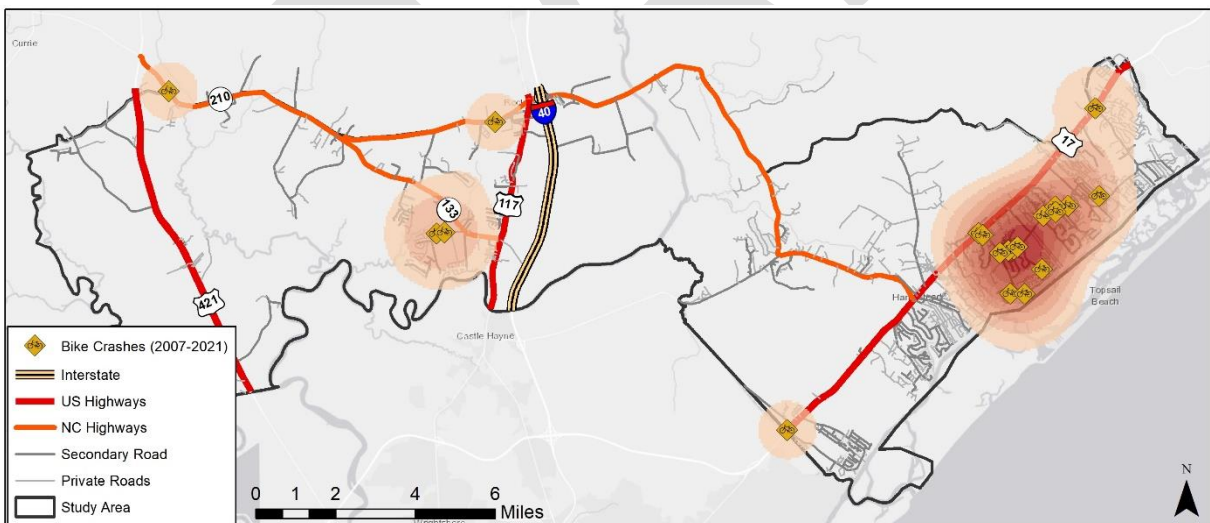 Currie
210
40
17
133
117
421
Castle Hayne
Topsail
Beach
Bike Crashes (2007-2021)
Interstate
US Highways
NC Highways
Secondary Road
Private Roads
Study Area
0 1 2 4 6
Miles
N